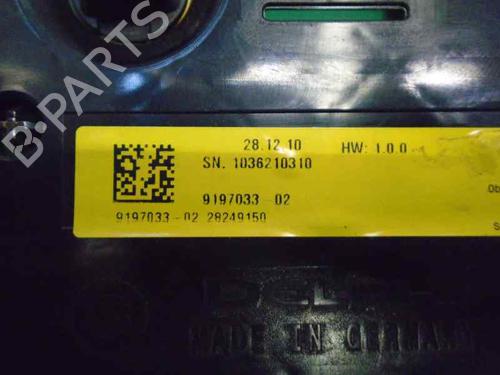 B-PARTS
28.12.10 HW: 1.0.0
SN. 1036210310
9197033-02
9197033-02 28249150
MADE IN GERMANY